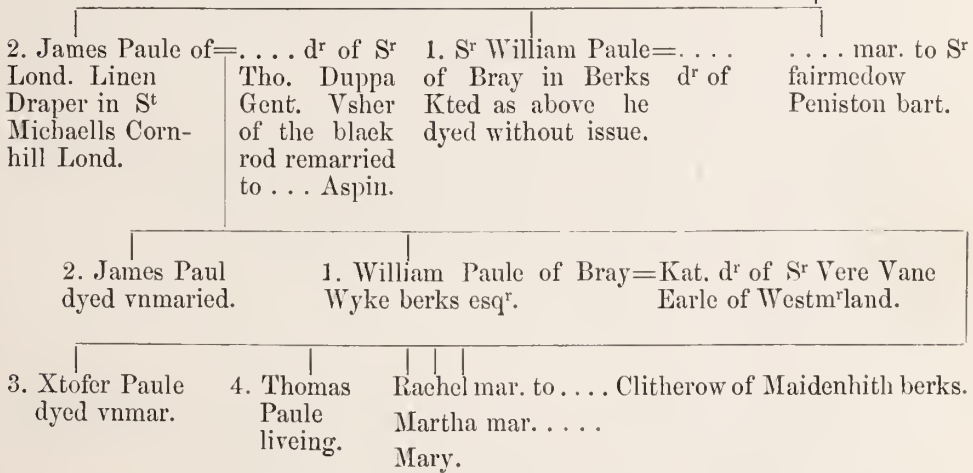 2. James Paule of=. . . . dʳ of Sʳ
Lond. Linen Tho. Duppa
Draper in Sᵗ Gent. Vsher
Michaells Corn- of the black
hill Lond. rod remarried
to . . . Aspin.
1. Sʳ William Paule=. . . .
of Bray in Berks dʳ of
Kted as above he
dyed without issue.
. . . . mar. to Sʳ
fairmedow
Peniston bart.
2. James Paul
dyed vnmaried.
1. William Paule of Bray=Kat. dʳ of Sʳ Vere Vane
Wyke berks esqʳ. Earle of Westmʳland.
3. Xtofer Paule
dyed vnmar.
4. Thomas
Paule
liveing.
Rachel mar. to . . . . Clitherow of Maidenhith berks.
Martha mar. . . . .
Mary.